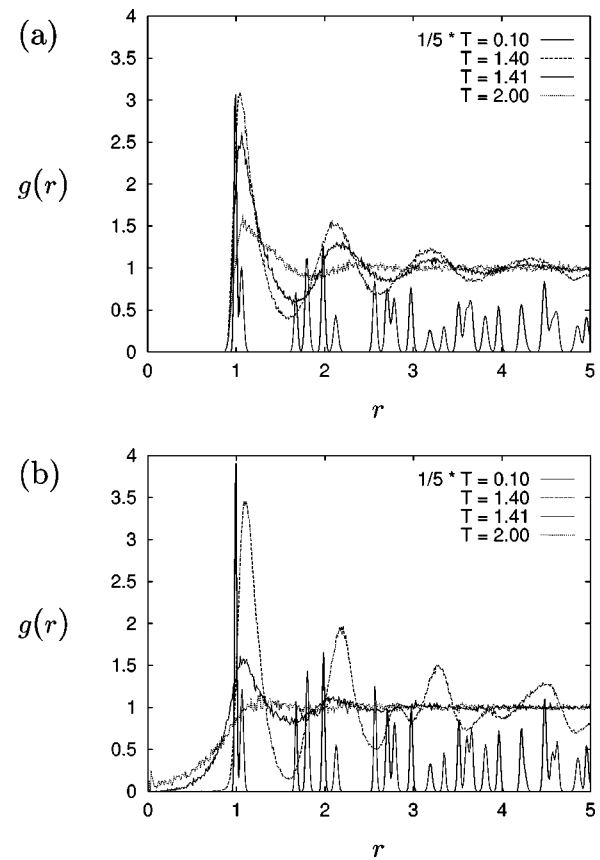 (a)
4
3.5
3
2.5
2
1.5
1
0.5
0
g(r)
1/5 * T = 0.10
T = 1.40
T = 1.41
T = 2.00
0 1 2 3 4 5
r
(b)
4
3.5
3
2.5
2
1.5
1
0.5
0
g(r)
1/5 * T = 0.10
T = 1.40
T = 1.41
T = 2.00
0 1 2 3 4 5
r